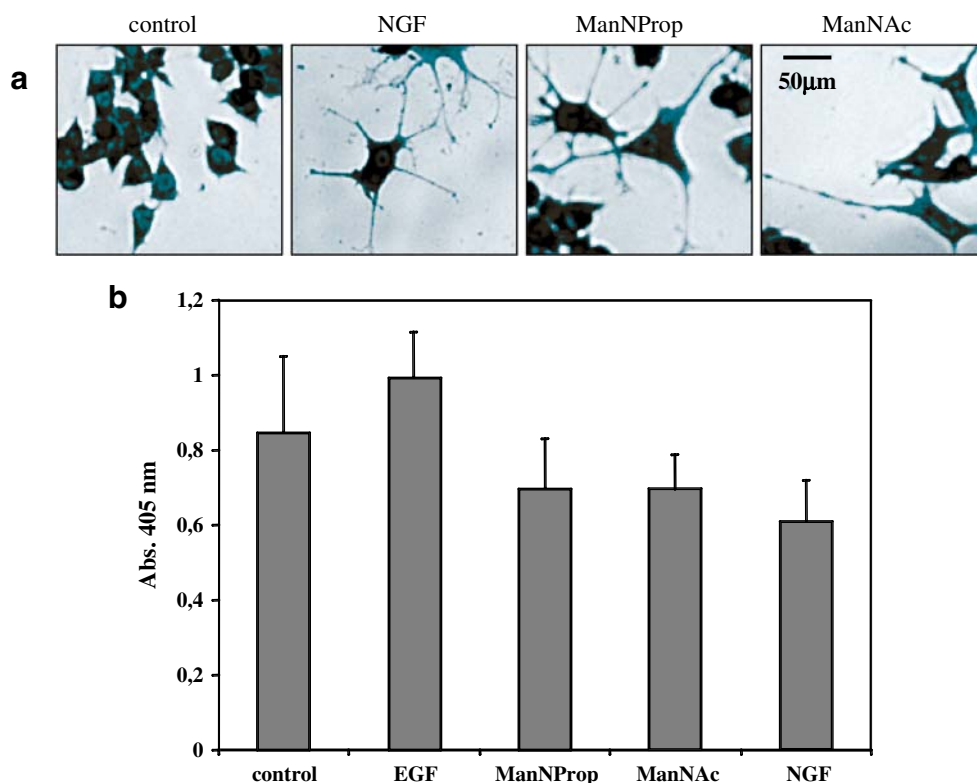 control NGF ManNProp ManNAc
a
50μm
b
1,2
1
0,8
0,6
0,4
0,2
0
Abs. 405 nm
control EGF ManNProp ManNAc NGF